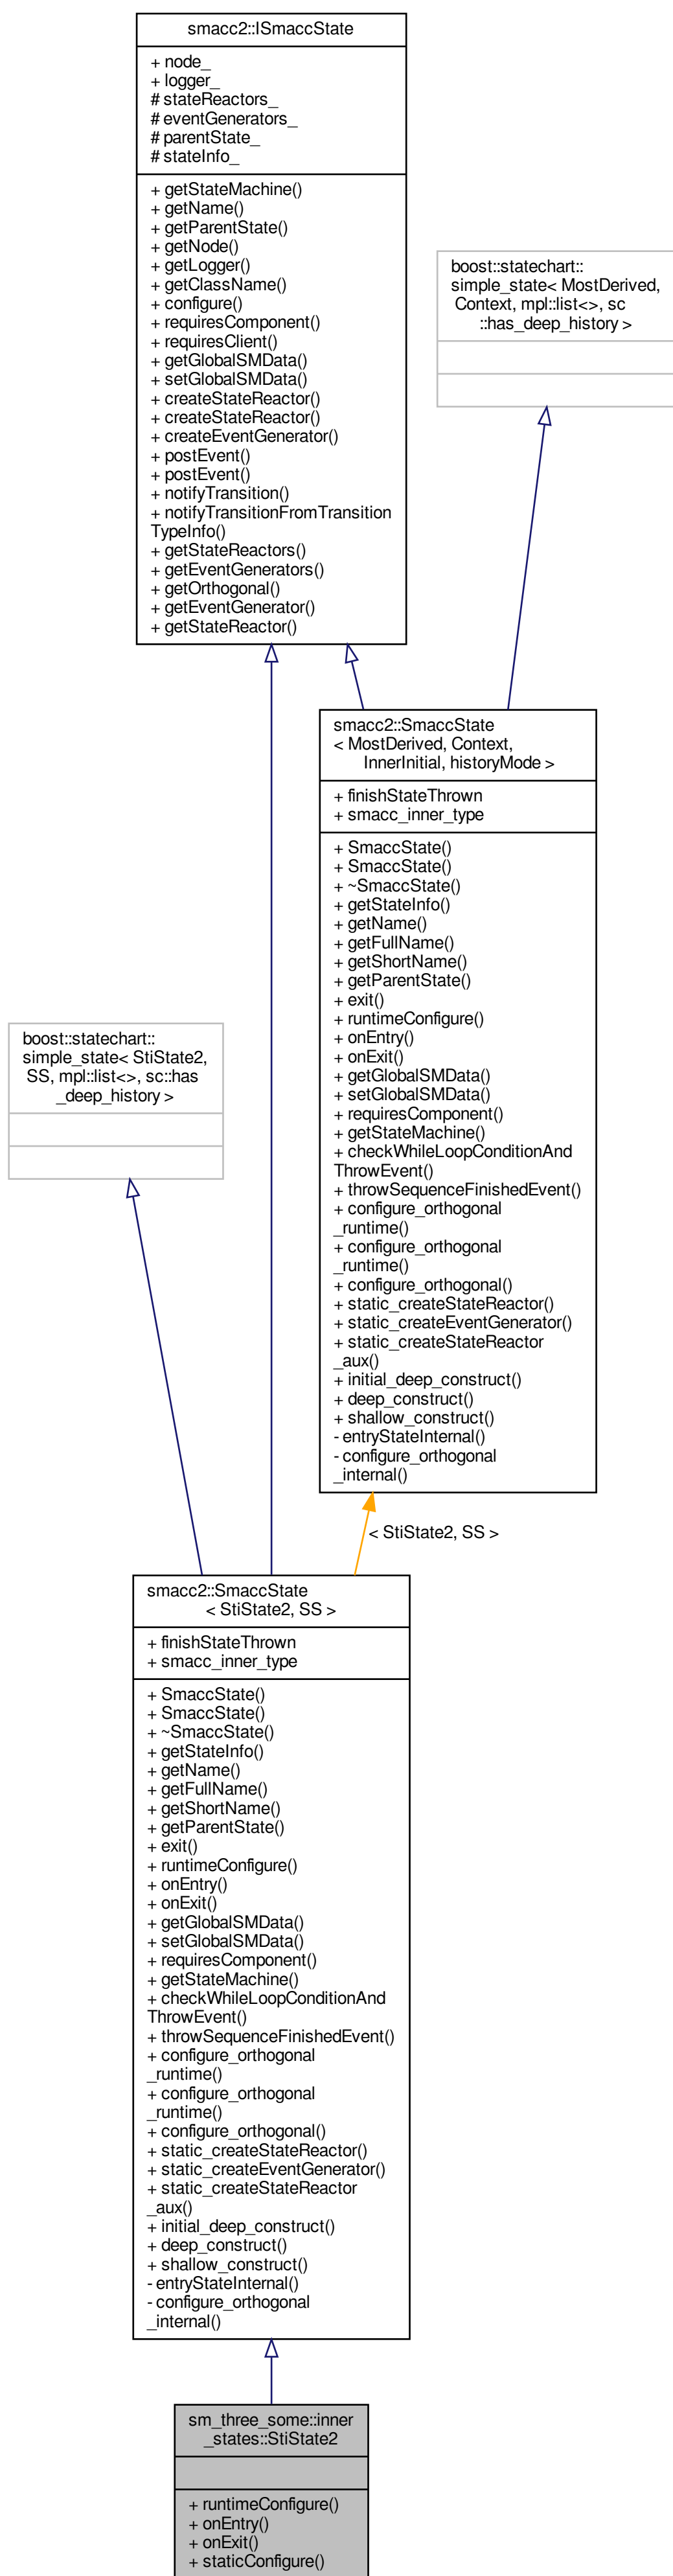 smacc2::ISmaccState
+ node_
+ logger_
# stateReactors_
# eventGenerators_
# parentState_
# stateInfo_
+ getStateMachine()
+ getName()
+ getParentState()
+ getNode()
+ getLogger()
+ getClassName()
+ configure()
+ requiresComponent()
+ requiresClient()
+ getGlobalSMData()
+ setGlobalSMData()
+ createStateReactor()
+ createStateReactor()
+ createEventGenerator()
+ postEvent()
+ postEvent()
+ notifyTransition()
+ notifyTransitionFromTransition
TypeInfo()
+ getStateReactors()
+ getEventGenerators()
+ getOrthogonal()
+ getEventGenerator()
+ getStateReactor()
boost::statechart::
simple_state< MostDerived,
Context, mpl::list<>, sc
::has_deep_history >
smacc2::SmaccState
< MostDerived, Context,
InnerInitial, historyMode >
+ finishStateThrown
+ smacc_inner_type
+ SmaccState()
+ SmaccState()
+ ~SmaccState()
+ getStateInfo()
+ getName()
+ getFullName()
+ getShortName()
+ getParentState()
+ exit()
+ runtimeConfigure()
+ onEntry()
+ onExit()
+ getGlobalSMData()
+ setGlobalSMData()
+ requiresComponent()
+ getStateMachine()
+ checkWhileLoopConditionAnd
ThrowEvent()
+ throwSequenceFinishedEvent()
+ configure_orthogonal
_runtime()
+ configure_orthogonal
_runtime()
+ configure_orthogonal()
+ static_createStateReactor()
+ static_createEventGenerator()
+ static_createStateReactor
_aux()
+ initial_deep_construct()
+ deep_construct()
+ shallow_construct()
- entryStateInternal()
- configure_orthogonal
_internal()
boost::statechart::
simple_state< StiState2,
SS, mpl::list<>, sc::has
_deep_history >
< StiState2, SS >
smacc2::SmaccState
< StiState2, SS >
+ finishStateThrown
+ smacc_inner_type
+ SmaccState()
+ SmaccState()
+ ~SmaccState()
+ getStateInfo()
+ getName()
+ getFullName()
+ getShortName()
+ getParentState()
+ exit()
+ runtimeConfigure()
+ onEntry()
+ onExit()
+ getGlobalSMData()
+ setGlobalSMData()
+ requiresComponent()
+ getStateMachine()
+ checkWhileLoopConditionAnd
ThrowEvent()
+ throwSequenceFinishedEvent()
+ configure_orthogonal
_runtime()
+ configure_orthogonal
_runtime()
+ configure_orthogonal()
+ static_createStateReactor()
+ static_createEventGenerator()
+ static_createStateReactor
_aux()
+ initial_deep_construct()
+ deep_construct()
+ shallow_construct()
- entryStateInternal()
- configure_orthogonal
_internal()
sm_three_some::inner
_states::StiState2
+ runtimeConfigure()
+ onEntry()
+ onExit()
+ staticConfigure()